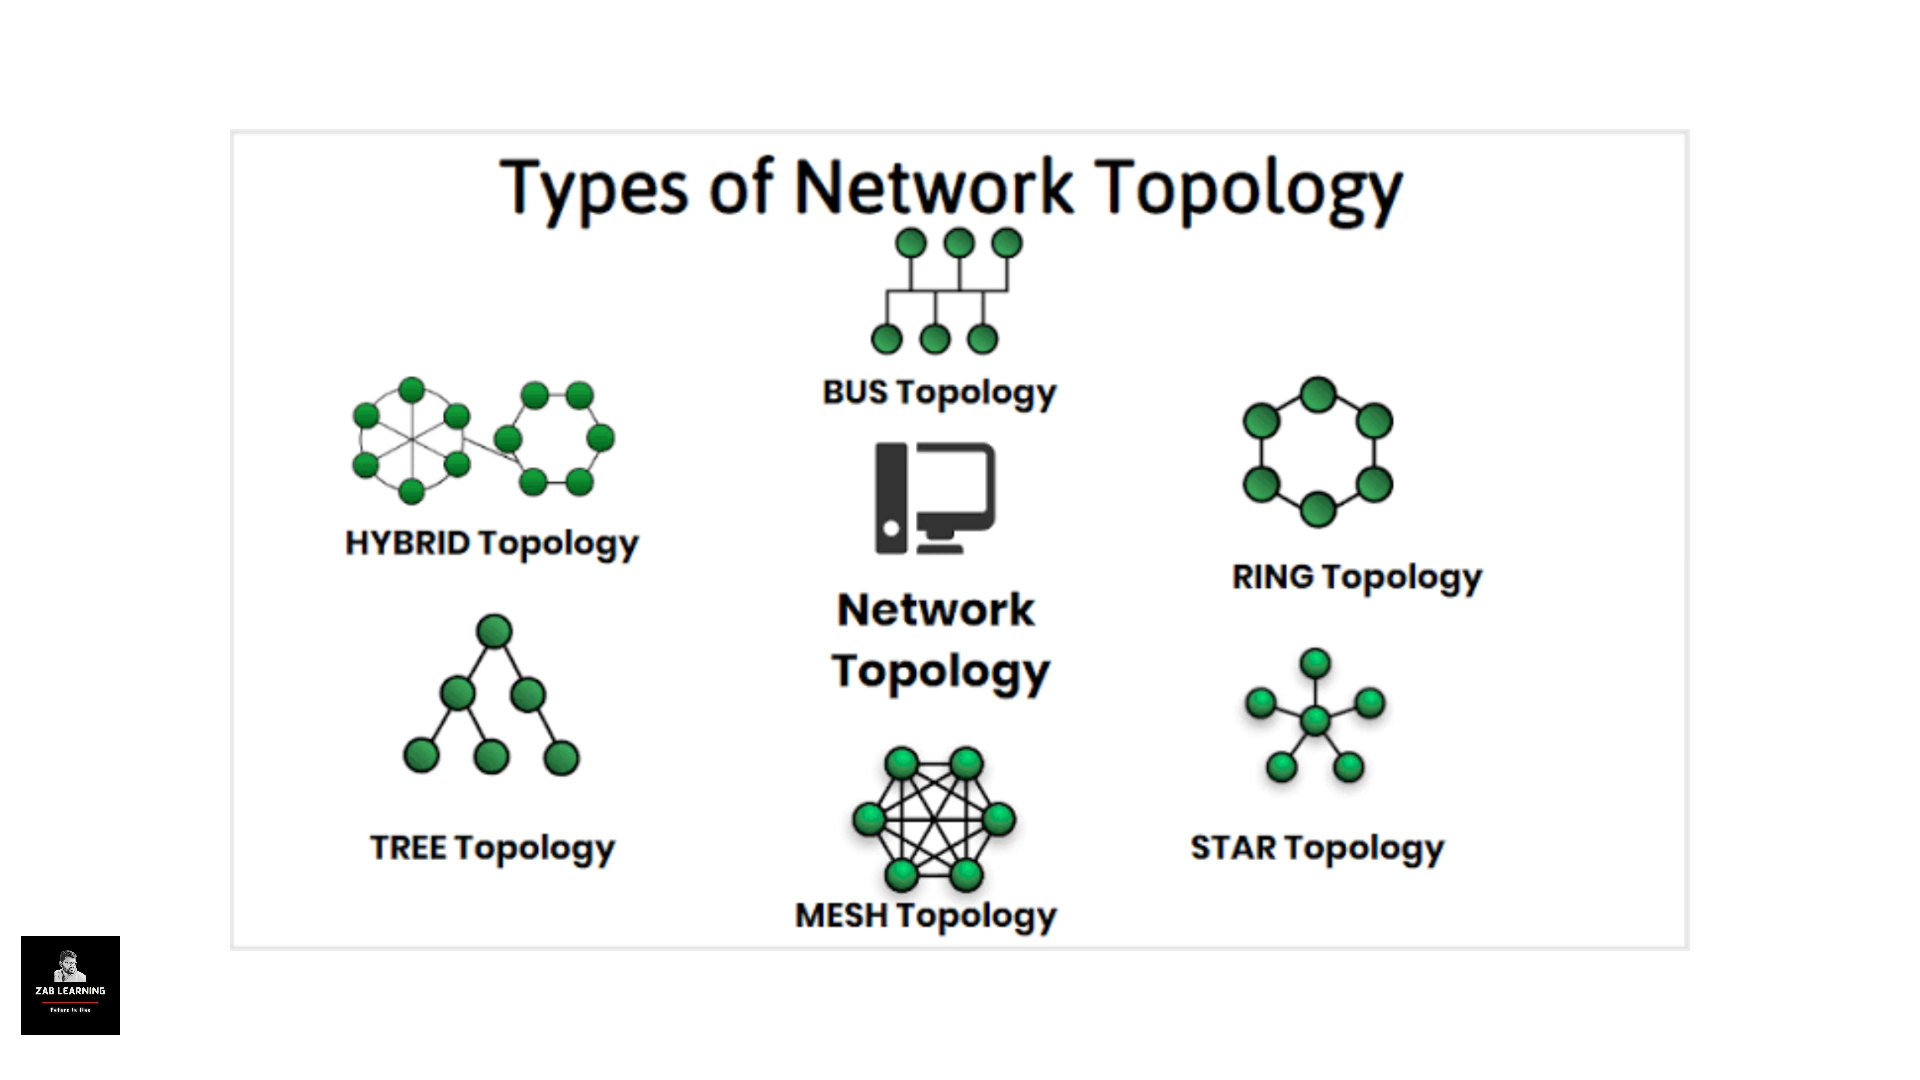 Types of Network Topology
BUS Topology
HYBRID Topology
RING Topology
Network
Topology
TREE Topology
STAR Topology
MESH Topology
ZAB LEARNING